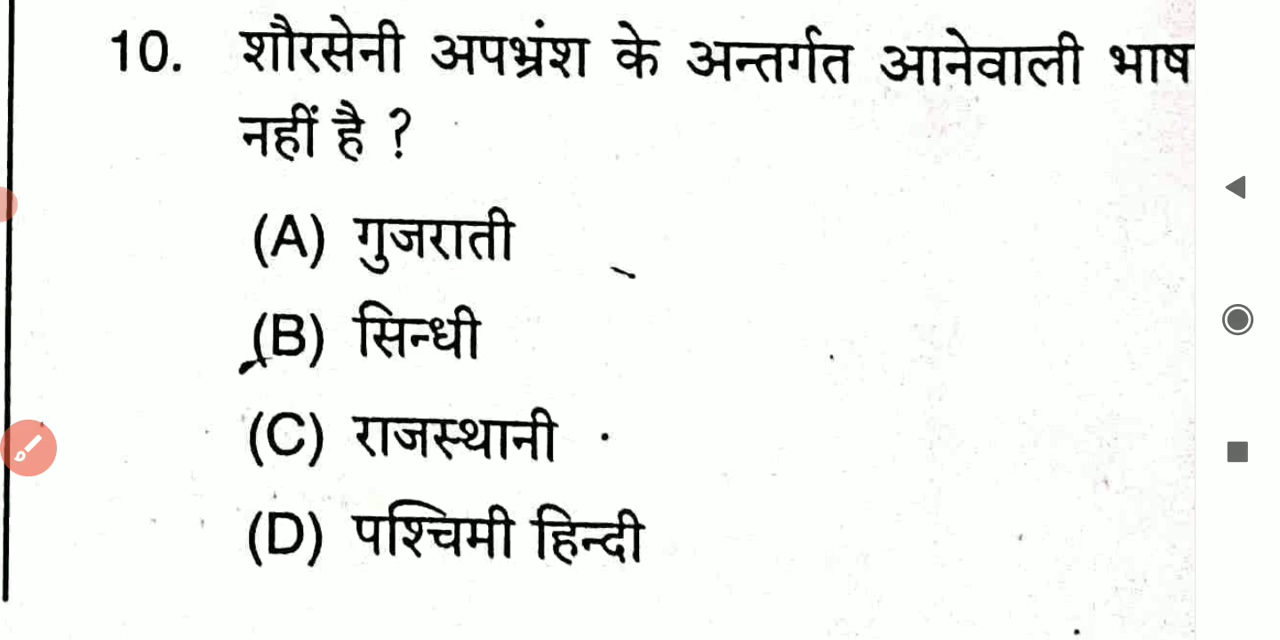 10. शौरसेनी अपभ्रंश के अन्तर्गत आनेवाली भाष
नहीं है ?
(A) गुजराती
(B) सिन्धी
(C) राजस्थानी
(D) पश्चिमी हिन्दी